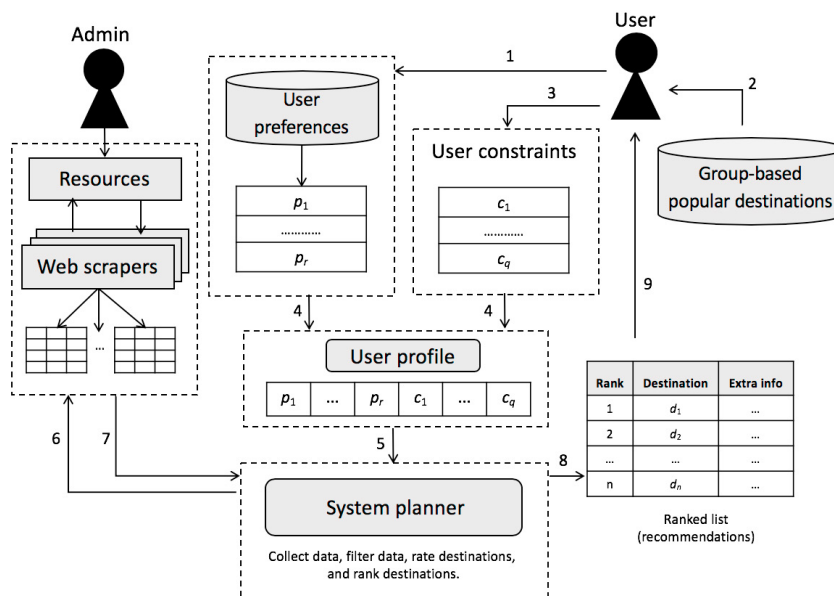 Admin
User
1
2
3
User
preferences
p1
............
pr
User constraints
c1
............
cq
Group-based
popular destinations
Resources
Web scrapers
...
4
4
9
User profile
p1 ... pr c1 ... cq
6
7
5
8
System planner
Collect data, filter data, rate destinations,
and rank destinations.
Rank Destination Extra info
1 d1 ...
2 d2 ...
... ... ...
n dn ...
Ranked list
(recommendations)